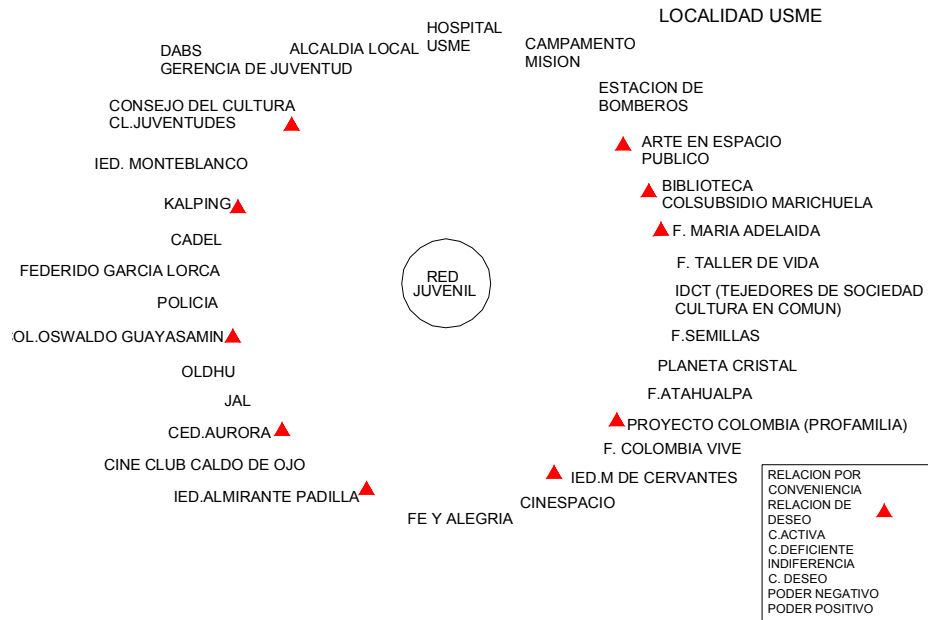 LOCALIDAD USME
HOSPITAL
USME
ALCALDIA LOCAL
CAMPAMENTO
MISION
DABS
GERENCIA DE JUVENTUD
ESTACION DE
BOMBEROS
CONSEJO DEL CULTURA
CL.JUVENTUDES
ARTE EN ESPACIO
PUBLICO
IED. MONTEBLANCO
BIBLIOTECA
COLSUBSIDIO MARICHUELA
KALPING
F. MARIA ADELAIDA
CADEL
F. TALLER DE VIDA
FEDERIDO GARCIA LORCA
RED
JUVENIL
IDCT (TEJEDORES DE SOCIEDAD
CULTURA EN COMUN)
POLICIA
OL.OSWALDO GUAYASAMIN
F.SEMILLAS
OLDHU
PLANETA CRISTAL
JAL
F.ATAHUALPA
CED.AURORA
PROYECTO COLOMBIA (PROFAMILIA)
F. COLOMBIA VIVE
CINE CLUB CALDO DE OJO
IED.M DE CERVANTES
IED.ALMIRANTE PADILLA
CINESPACIO
FE Y ALEGRIA
RELACION POR
CONVENIENCIA
RELACION DE
DESEO
C.ACTIVA
C.DEFICIENTE
INDIFERENCIA
C. DESEO
PODER NEGATIVO
PODER POSITIVO